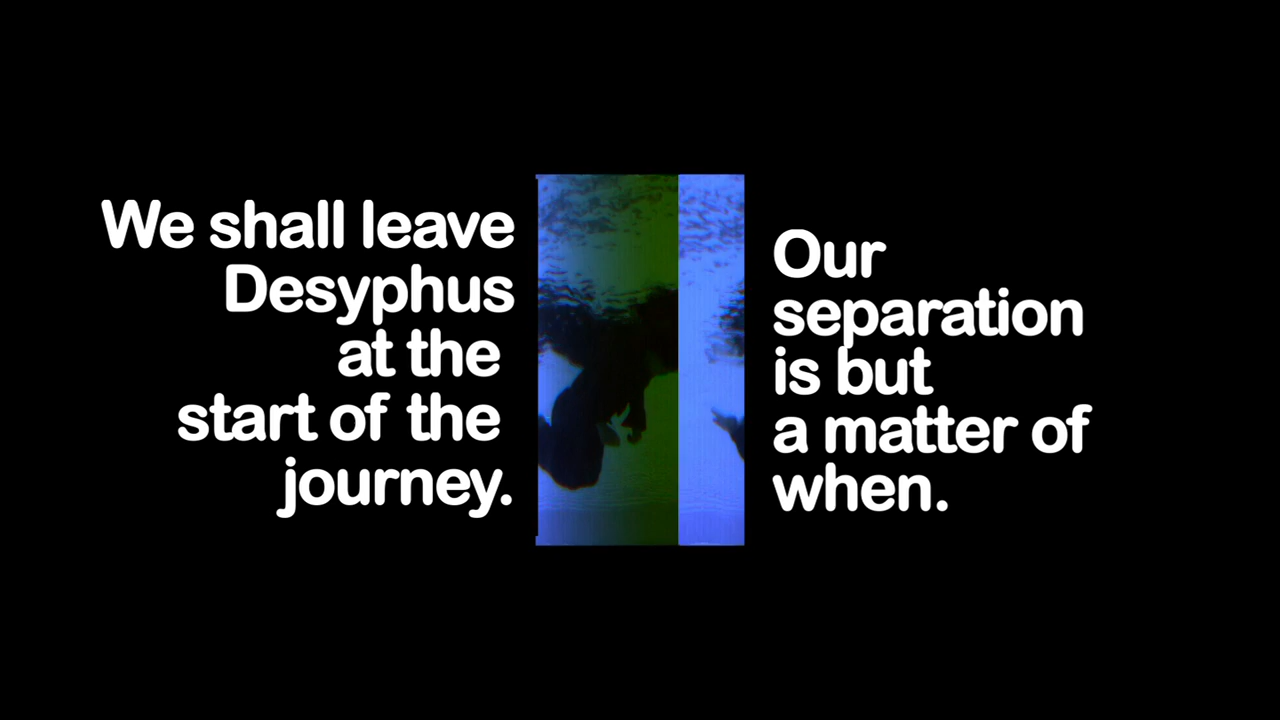 We shall leave
Desyphus
at the
start of the
journey.
Our
separation
is but
a matter of
when.